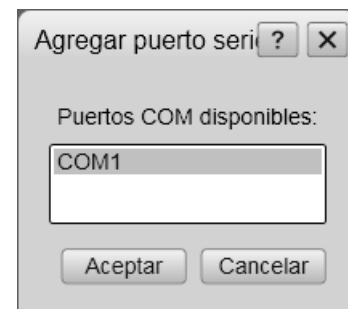 Agregar puerto seri ?
Puertos COM disponibles:
COM1
Aceptar Cancelar